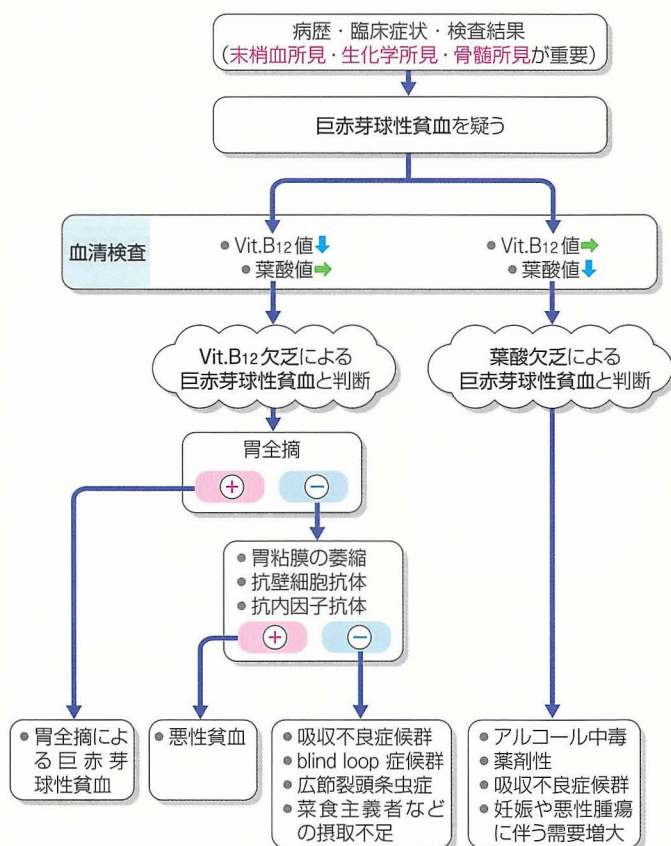 病歴・臨床症状・検査結果
(末梢血所見・生化学所見・骨髄所見が重要)
巨赤芽球性貧血を疑う
血清検査
● Vit.B12値⬇
● 葉酸値➡
● Vit.B12値➡
● 葉酸値⬇
Vit.B12欠乏による
巨赤芽球性貧血と判断
葉酸欠乏による
巨赤芽球性貧血と判断
胃全摘
+
−
● 胃粘膜の萎縮
● 抗壁細胞抗体
● 抗内因子抗体
+
−
● 胃全摘によ
る巨赤芽
球性貧血
● 悪性貧血
● 吸収不良症候群
● blind loop 症候群
● 広節裂頭条虫症
● 菜食主義者など
の摂取不足
● アルコール中毒
● 薬剤性
● 吸収不良症候群
● 妊娠や悪性腫瘍
に伴う需要増大